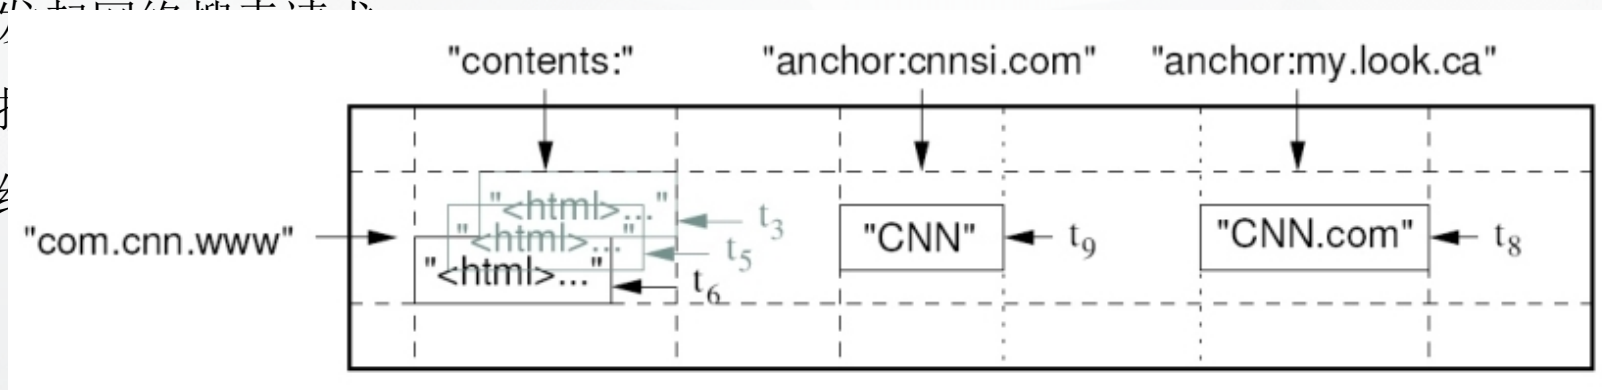 "contents:" "anchor:cnnsi.com" "anchor:my.look.ca"
"<html>..." t3
"com.cnn.www" "<html>..." t5 "CNN" t9 "CNN.com" t8
"<html>..." t6